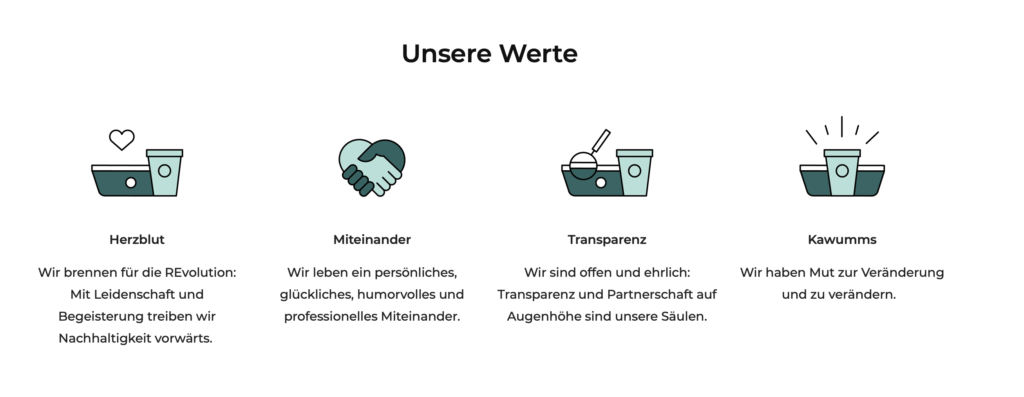 Unsere Werte
Herzblut
Wir brennen für die REvolution:
Mit Leidenschaft und
Begeisterung treiben wir
Nachhaltigkeit vorwärts.
Miteinander
Wir leben ein persönliches,
glückliches, humorvolles und
professionelles Miteinander.
Transparenz
Wir sind offen und ehrlich:
Transparenz und Partnerschaft auf
Augenhöhe sind unsere Säulen.
Kawumms
Wir haben Mut zur Veränderung
und zu verändern.